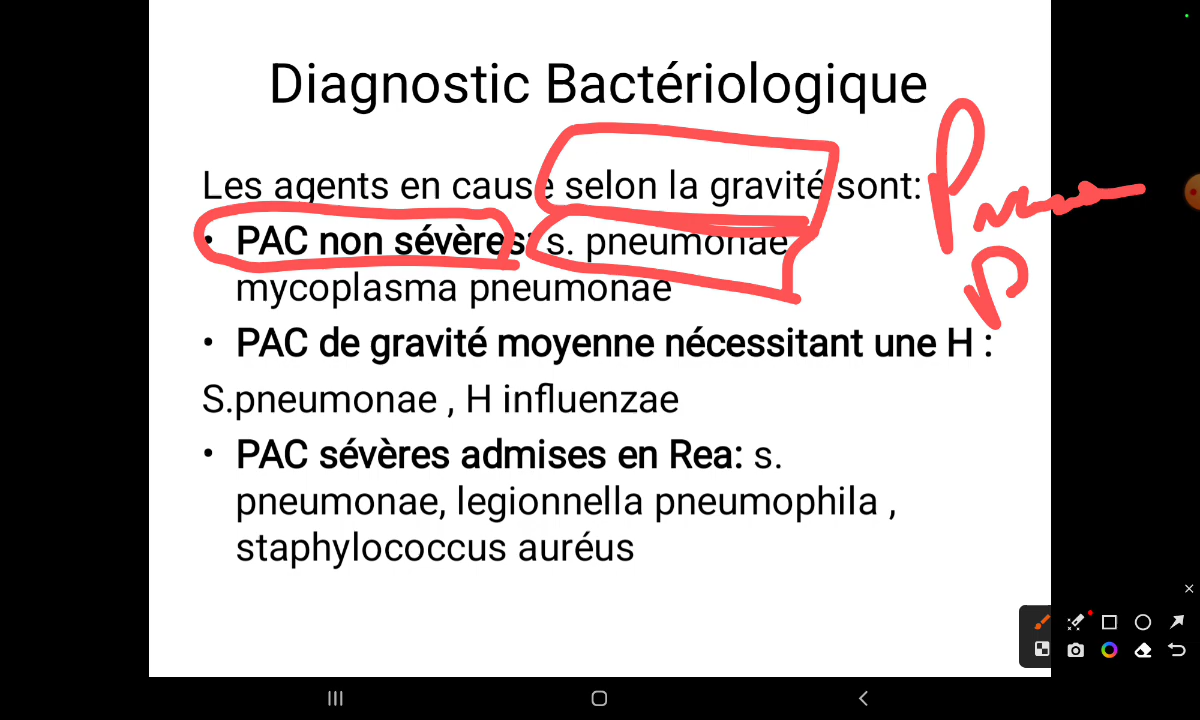 Diagnostic Bactériologique
Les agents en cause selon la gravité sont:
• PAC non sévères: s. pneumonae
mycoplasma pneumonae
• PAC de gravité moyenne nécessitant une H :
S.pneumonae , H influenzae
• PAC sévères admises en Rea: s.
pneumonae, legionnella pneumophila ,
staphylococcus auréus